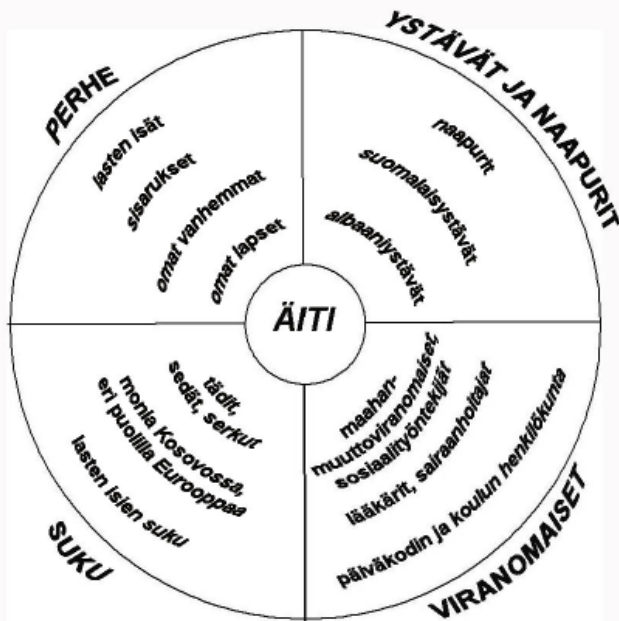 PERHE
lasten isät
sisarukset
omat vanhemmat
omat lapset
YSTÄVÄT JA NAAPURIT
naapurit
suomalaisystävät
albaaniystävät
ÄITI
tädit,
sedät, serkut
monia Kosovossa,
eri puolilla Eurooppaa
lasten isien suku
SUKU
maahan-
muuttoviranomaiset,
sosiaalityöntekijät
lääkärit, sairaanhoitajat
päiväkodin ja koulun henkilökunta
VIRANOMAISET